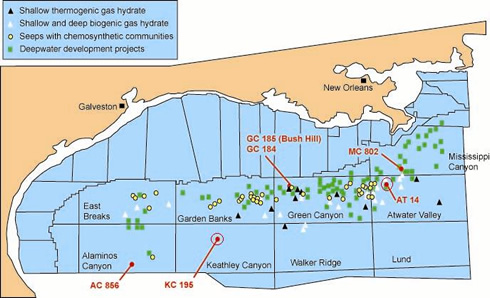 Shallow thermogenic gas hydrate
Shallow and deep biogenic gas hydrate
Seeps with chemosynthetic communities
Deepwater development projects
New Orleans
Galveston
GC 185 (Bush Hill)
GC 184
MC 802
Mississippi
Canyon
AT 14
East
Breaks
Garden Banks
Green Canyon
Atwater Valley
Alaminos
Canyon
Keathley Canyon
Walker Ridge
Lund
AC 856
KC 195